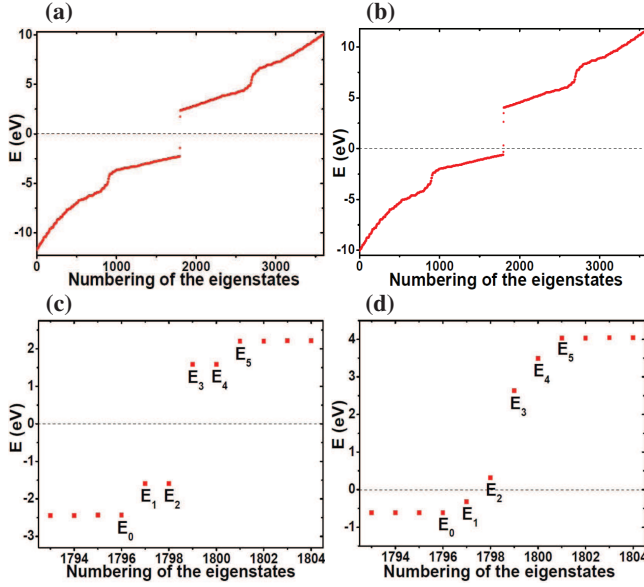 (a)
(b)
10
5
0
-5
-10
E (eV)
0 1000 2000 3000
Numbering of the eigenstates
10
5
0
-5
-10
E (eV)
0 1000 2000 3000
Numbering of the eigenstates
(c)
(d)
2
1
0
-1
-2
-3
E (eV)
E0
E1
E2
E3
E4
E5
1794 1796 1798 1800 1802 1804
Numbering of the eigenstates
4
3
2
1
0
-1
E (eV)
E0
E1
E2
E3
E4
E5
1794 1796 1798 1800 1802 1804
Numbering of the eigenstates